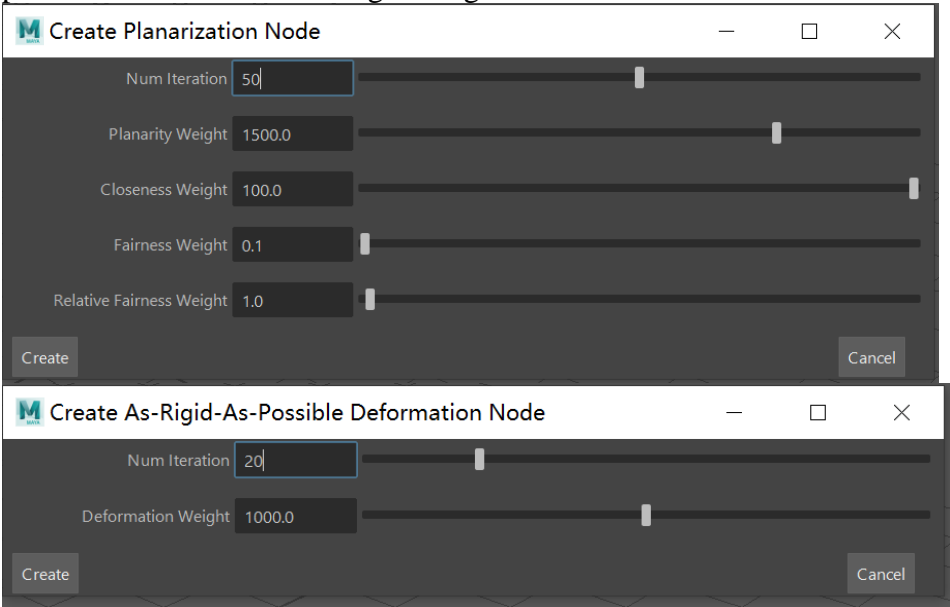 Create Planarization Node
Num Iteration 50
Planarity Weight 1500.0
Closeness Weight 100.0
Fairness Weight 0.1
Relative Fairness Weight 1.0
Create Cancel
Create As-Rigid-As-Possible Deformation Node
Num Iteration 20
Deformation Weight 1000.0
Create Cancel